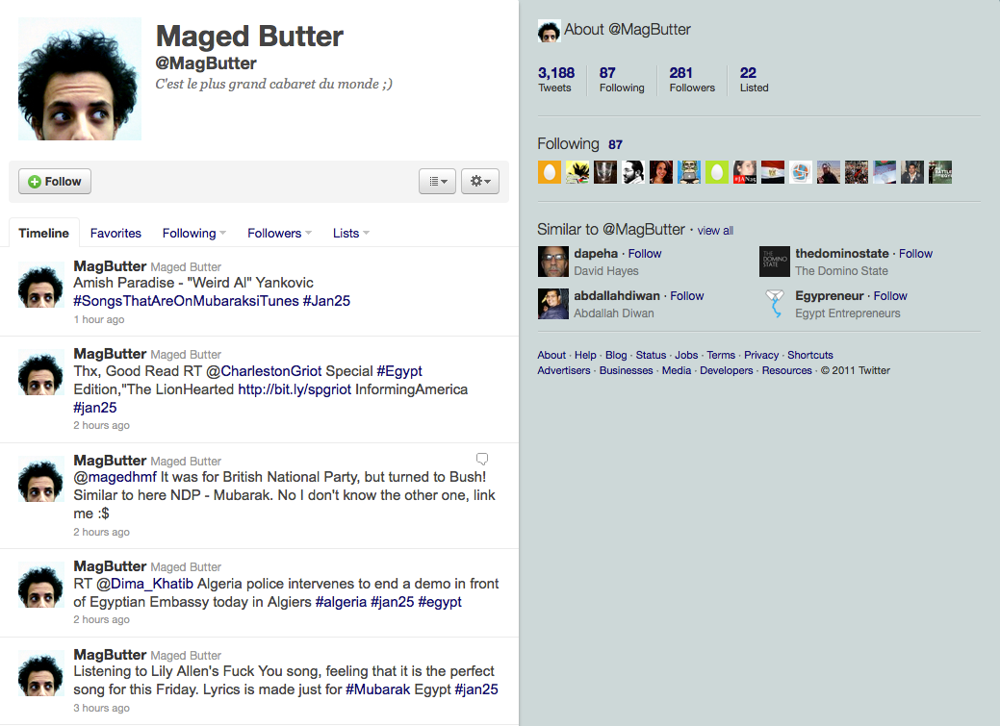 Maged Butter
@MagButter
C'est le plus grand cabaret du monde ;)
Follow
Timeline Favorites Following Followers Lists
MagButter Maged Butter
Amish Paradise - "Weird Al" Yankovic
#SongsThatAreOnMubaraksiTunes #Jan25
1 hour ago
MagButter Maged Butter
Thx, Good Read RT @CharlestonGriot Special #Egypt
Edition,"The LionHearted http://bit.ly/spgriot InformingAmerica
#jan25
2 hours ago
MagButter Maged Butter
@magedhmf It was for British National Party, but turned to Bush!
Similar to here NDP - Mubarak. No I don't know the other one, link
me :$
2 hours ago
MagButter Maged Butter
RT @Dima_Khatib Algeria police intervenes to end a demo in front
of Egyptian Embassy today in Algiers #algeria #jan25 #egypt
2 hours ago
MagButter Maged Butter
Listening to Lily Allen's Fuck You song, feeling that it is the perfect
song for this Friday. Lyrics is made just for #Mubarak Egypt #jan25
3 hours ago
About @MagButter
3,188 87 281 22
Tweets Following Followers Listed
Following 87
Similar to @MagButter · view all
dapeha · Follow
David Hayes
thedominostate · Follow
THE DOMINO STATE
The Domino State
abdallahdiwan · Follow
Abdallah Diwan
Egypreneur · Follow
Egypt Entrepreneurs
About · Help · Blog · Status · Jobs · Terms · Privacy · Shortcuts
Advertisers · Businesses · Media · Developers · Resources · © 2011 Twitter